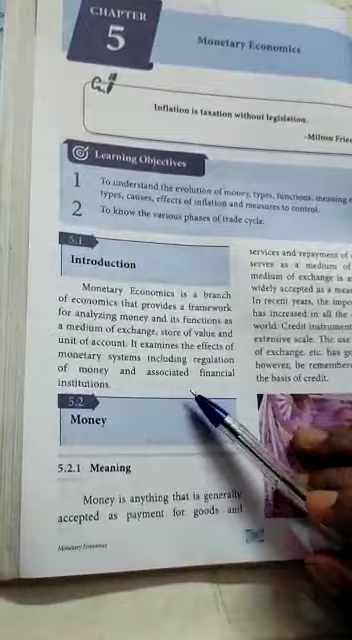 CHAPTER
5
Monetary Economics
Inflation is taxation without legislation.
-Milton
Learning Objectives
1 To understand the evolution of money, types, functions, meaning
types, causes, effects of inflation and measures to control.
2 To know the various phases of trade cycle.
5.1
Introduction
Monetary Economics is a branch
of economics that provides a framework
for analyzing money and its functions as
a medium of exchange, store of value and
unit of account. It examines the effects of
monetary systems including regulation
of money and associated financial
institutions.
5.2
Money
5.2.1 Meaning
Money is anything that is generally
accepted as payment for goods and
services and repayment of
serves as a medium of
medium of exchange is
widely accepted as a
In recent years, the
has increased in all the
world. Credit
extensive scale. The use
of exchange, etc. has
however, be
the basis of credit.
Monetary Economics